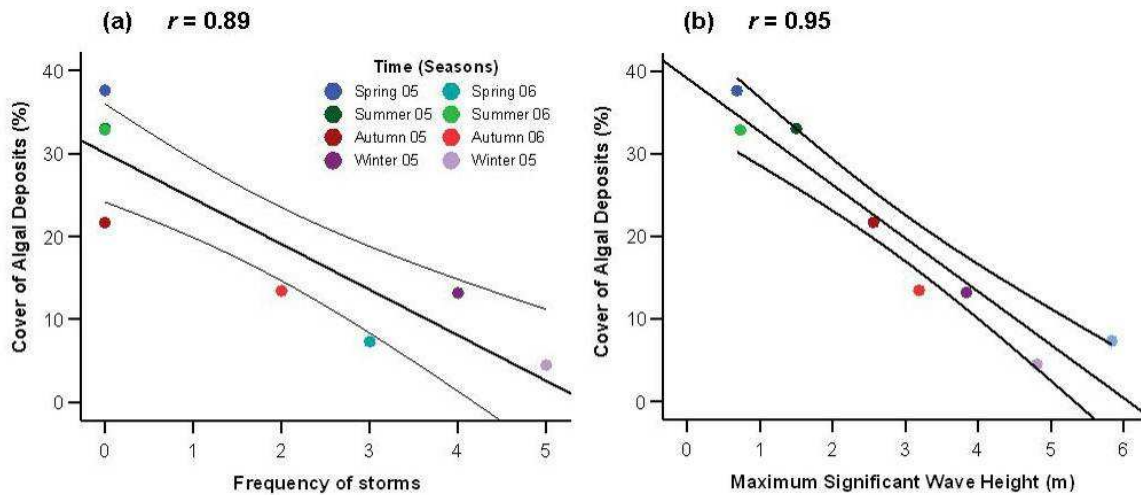 (a) r = 0.89
Cover of Algal Deposits (%)
40
30
20
10
0
Time (Seasons)
Spring 05 Spring 06
Summer 05 Summer 06
Autumn 05 Autumn 06
Winter 05 Winter 05
0 1 2 3 4 5
Frequency of storms
(b) r = 0.95
Cover of Algal Deposits (%)
40
30
20
10
0
0 1 2 3 4 5 6
Maximum Significant Wave Height (m)